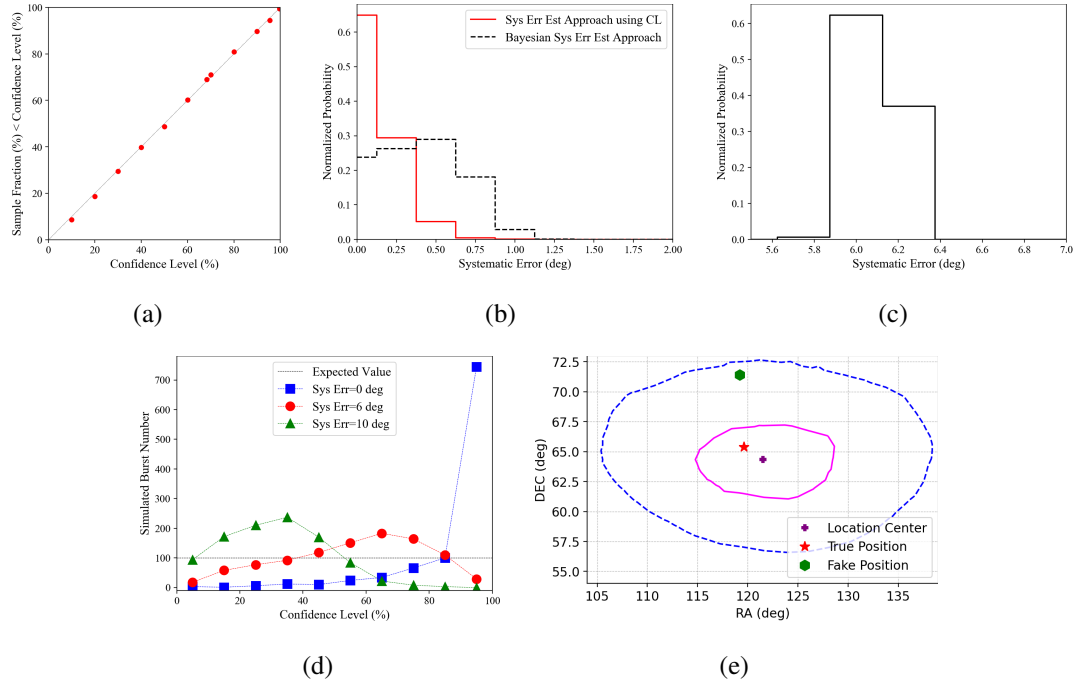 Sample Fraction (%) < Confidence Level (%)
100
80
60
40
20
0
0 20 40 60 80 100
Confidence Level (%)
(a)
Normalized Probability
0.6
0.5
0.4
0.3
0.2
0.1
0.0
Sys Err Est Approach using CL
Bayesian Sys Err Est Approach
0.00 0.25 0.50 0.75 1.00 1.25 1.50 1.75 2.00
Systematic Error (deg)
(b)
Normalized Probability
0.6
0.5
0.4
0.3
0.2
0.1
0.0
5.6 5.8 6.0 6.2 6.4 6.6 6.8 7.0
Systematic Error (deg)
(c)
Simulated Burst Number
700
600
500
400
300
200
100
0
Expected Value
Sys Err=0 deg
Sys Err=6 deg
Sys Err=10 deg
0 20 40 60 80 100
Confidence Level (%)
(d)
DEC (deg)
72.5
70.0
67.5
65.0
62.5
60.0
57.5
55.0
Location Center
True Position
Fake Position
105 110 115 120 125 130 135
RA (deg)
(e)